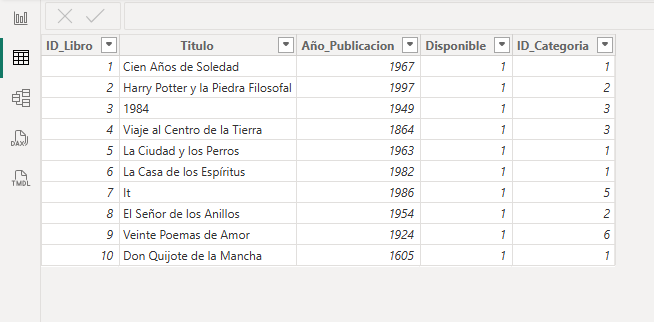 ID_Libro Titulo Año_Publicacion Disponible ID_Categoria
1 Cien Años de Soledad 1967 1 1
2 Harry Potter y la Piedra Filosofal 1997 1 2
3 1984 1949 1 3
4 Viaje al Centro de la Tierra 1864 1 3
5 La Ciudad y los Perros 1963 1 1
6 La Casa de los Espíritus 1982 1 1
7 It 1986 1 5
8 El Señor de los Anillos 1954 1 2
9 Veinte Poemas de Amor 1924 1 6
10 Don Quijote de la Mancha 1605 1 1
DAX
TMDL